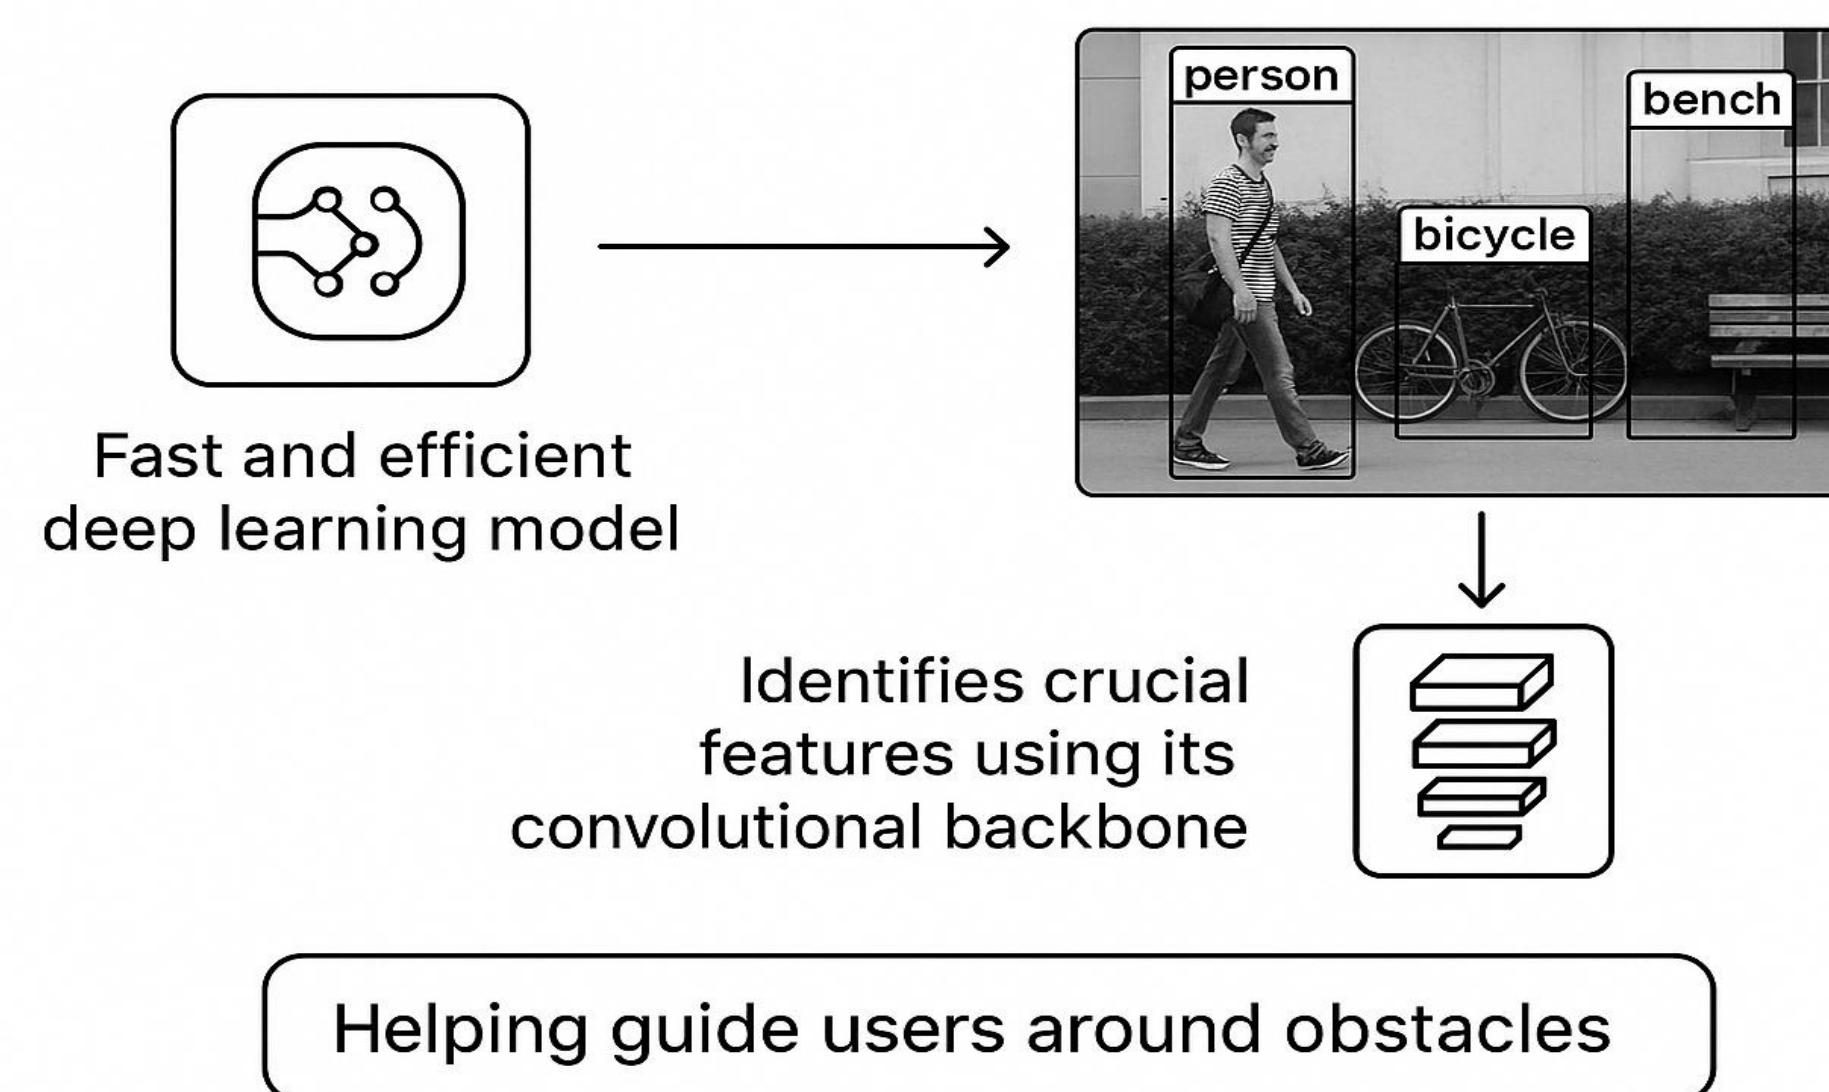 person
bench
bicycle
Fast and efficient
deep learning model
Identifies crucial
features using its
convolutional backbone
Helping guide users around obstacles